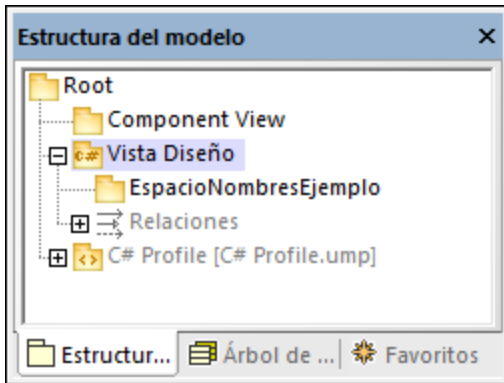 Estructura del modelo
Root
Component View
Vista Diseño
EspacioNombresEjemplo
Relaciones
C# Profile [C# Profile.ump]
Estructur... Árbol de ... Favoritos